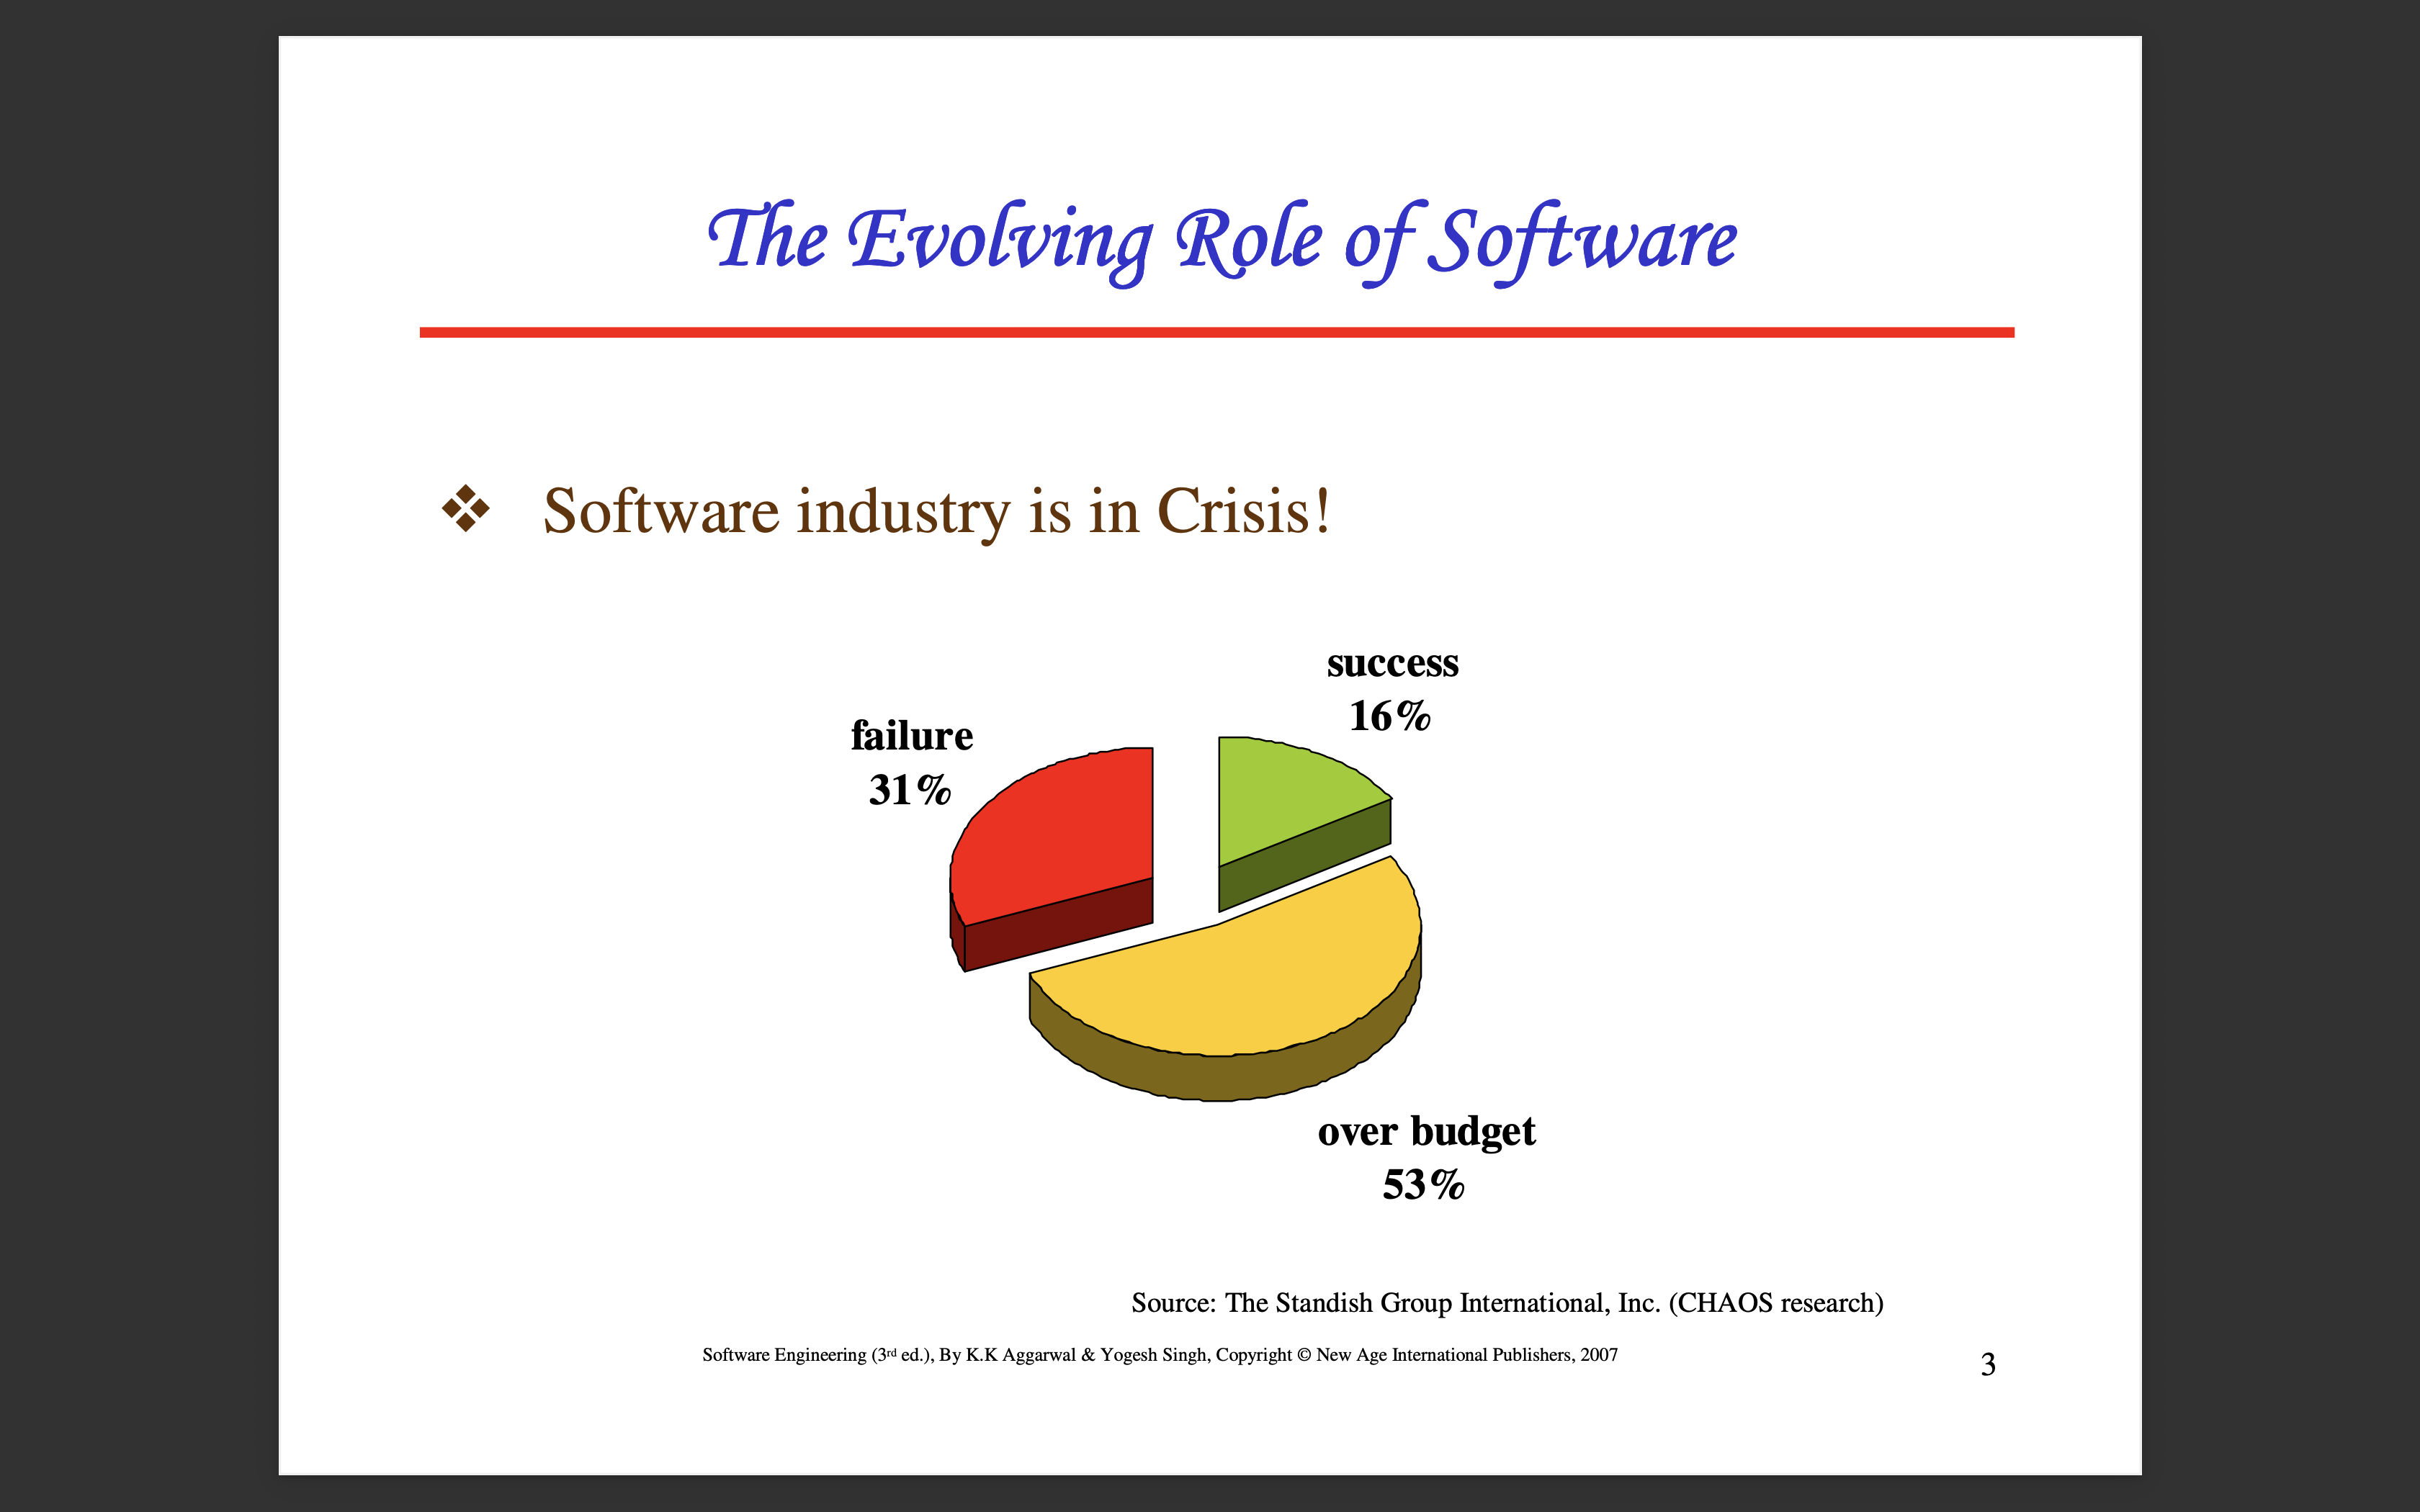 The Evolving Role of Software
❖ Software industry is in Crisis!
success
16%
failure
31%
over budget
53%
Source: The Standish Group International, Inc. (CHAOS research)
Software Engineering (3rd ed.), By K.K Aggarwal & Yogesh Singh, Copyright © New Age International Publishers, 2007
3